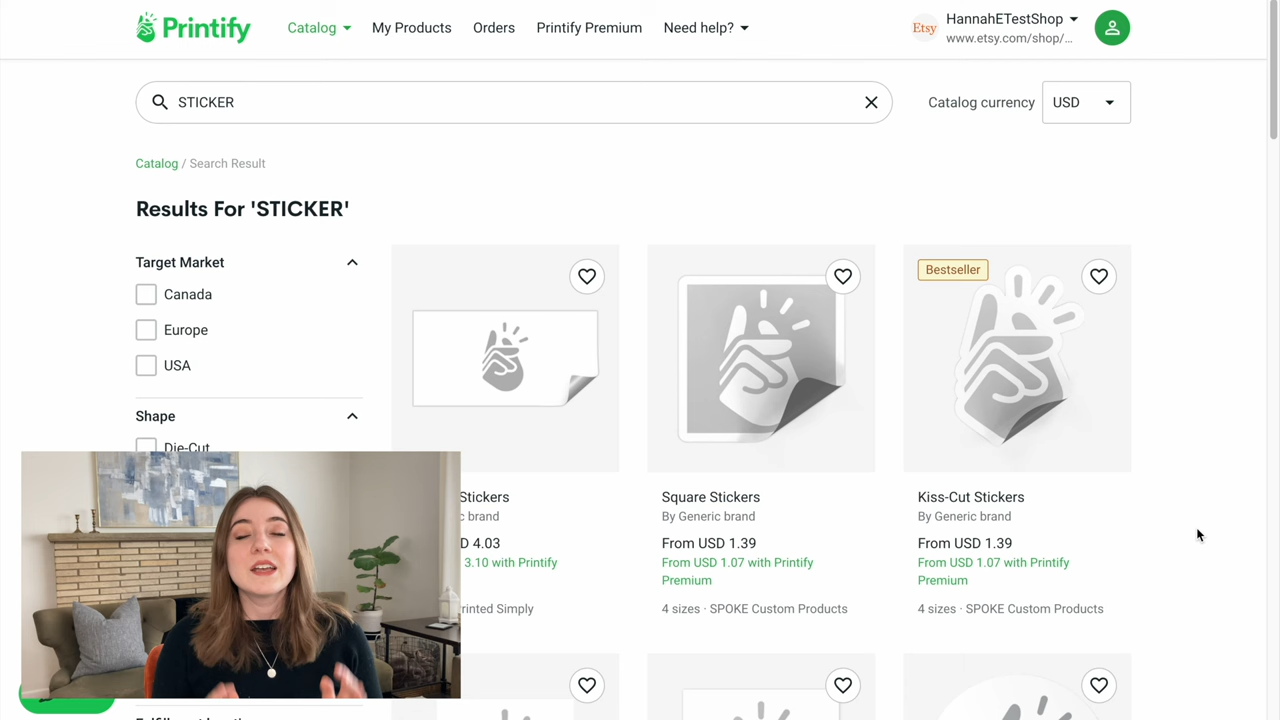 Printify
Catalog
My Products
Orders
Printify Premium
Need help?
Etsy
HannahETestShop
www.etsy.com/shop/...
STICKER
Catalog currency
USD
Catalog / Search Result
Results For 'STICKER'
Target Market
Canada
Europe
USA
Shape
Die-Cut
Bestseller
Stickers
brand
4.03
3.10 with Printify
Simply
Square Stickers
By Generic brand
From USD 1.39
From USD 1.07 with Printify
Premium
4 sizes · SPOKE Custom Products
Kiss-Cut Stickers
By Generic brand
From USD 1.39
From USD 1.07 with Printify
Premium
4 sizes · SPOKE Custom Products